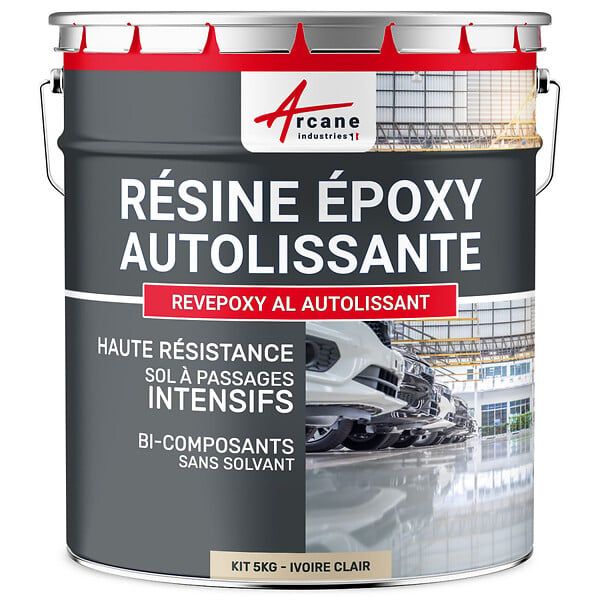 Arcane
industries
RÉSINE ÉPOXY
AUTOLISSANTE
REVEPOXY AL AUTOLISSANT
HAUTE RÉSISTANCE
SOL À PASSAGES
INTENSIFS
BI-COMPOSANTS
SANS SOLVANT
KIT 5KG - IVOIRE CLAIR